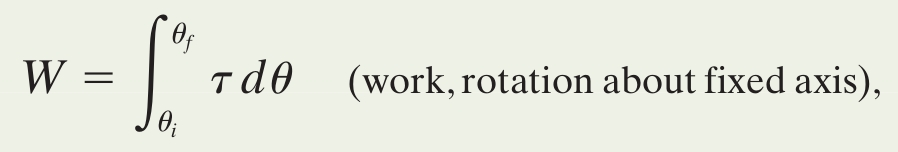 W = ∫_{θ_i}^{θ_f} τ dθ (work, rotation about fixed axis),